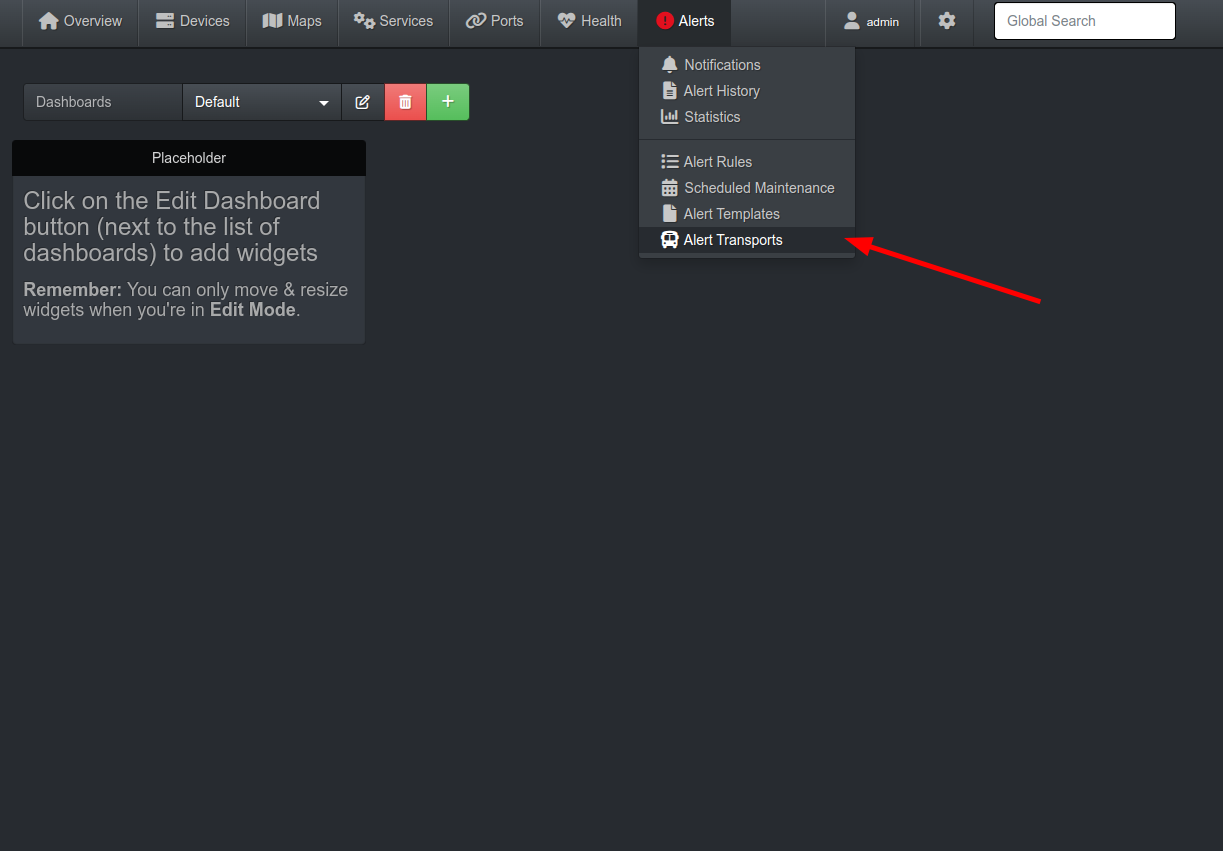 Overview
Devices
Maps
Services
Ports
Health
Alerts
admin
Global Search
Notifications
Alert History
Statistics
Alert Rules
Scheduled Maintenance
Alert Templates
Alert Transports
Dashboards
Default
Placeholder
Click on the Edit Dashboard
button (next to the list of
dashboards) to add widgets
Remember: You can only move & resize
widgets when you're in Edit Mode.